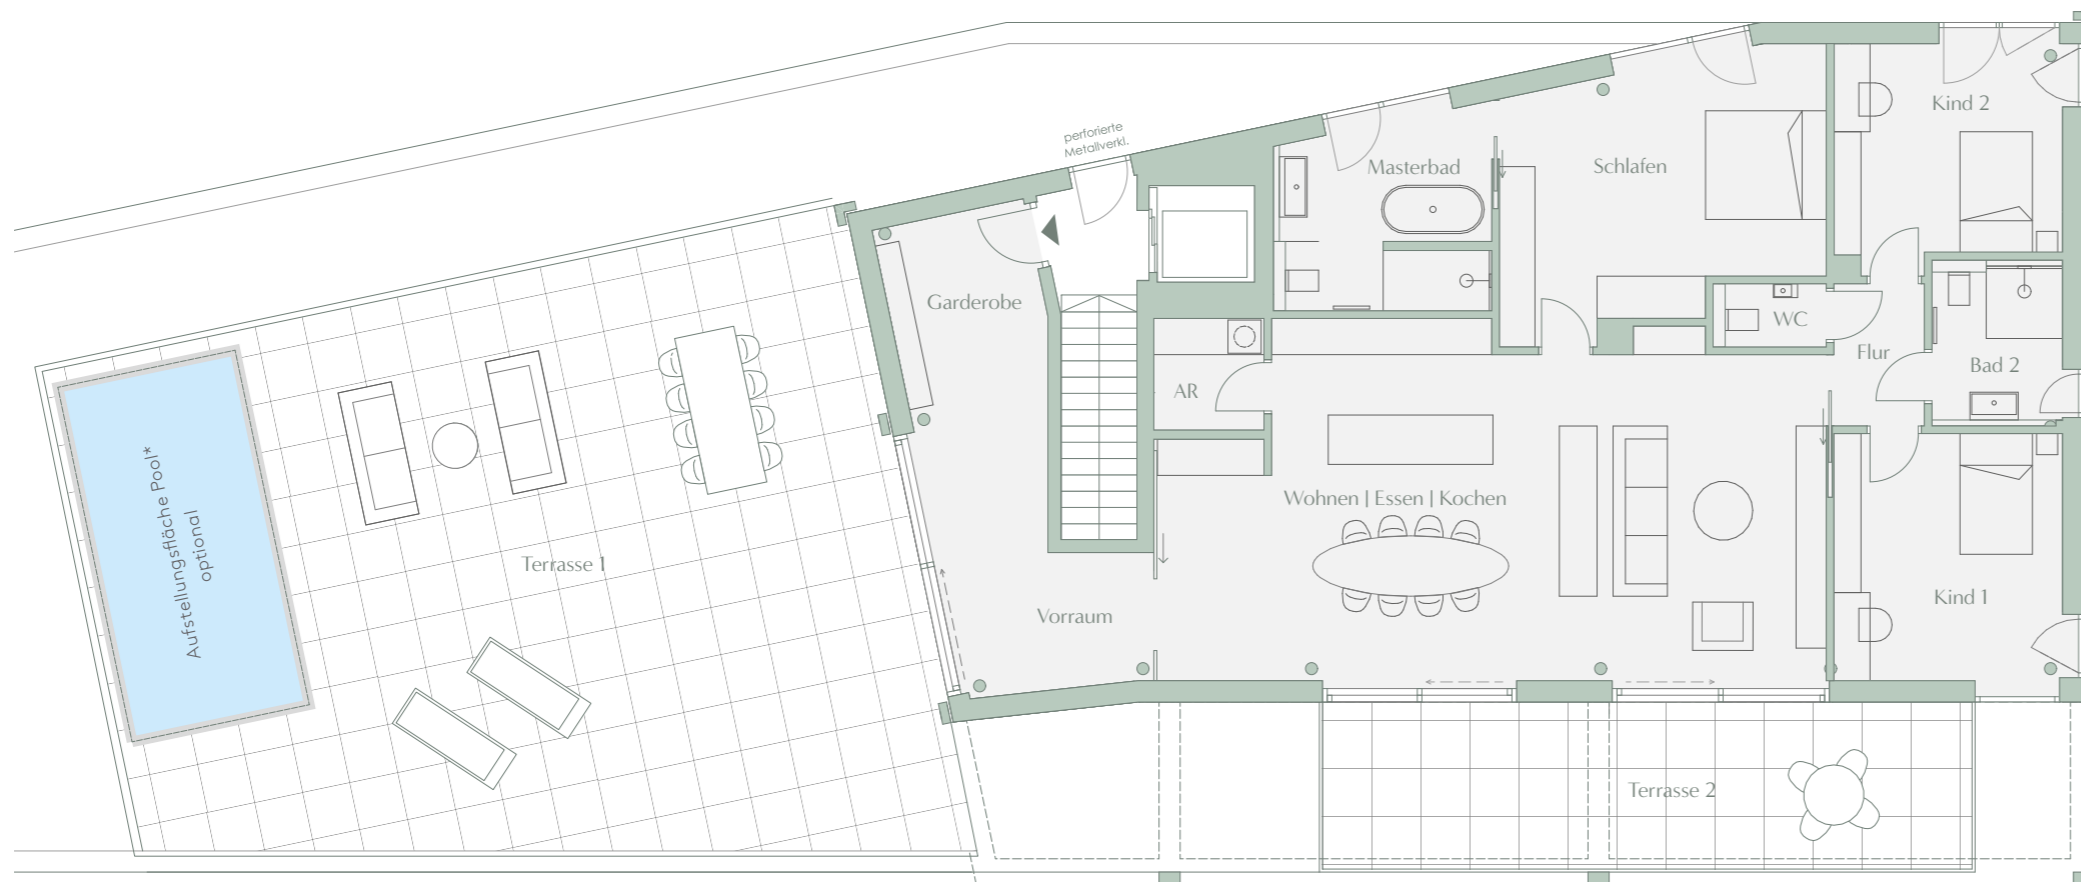 perforierte
Metallverkl.
Kind 2
Masterbad
Schlafen
Garderobe
WC
Flur
Bad 2
AR
Aufstellungsfläche Pool*
optional
Wohnen | Essen | Kochen
Terrasse 1
Kind 1
Vorraum
Terrasse 2